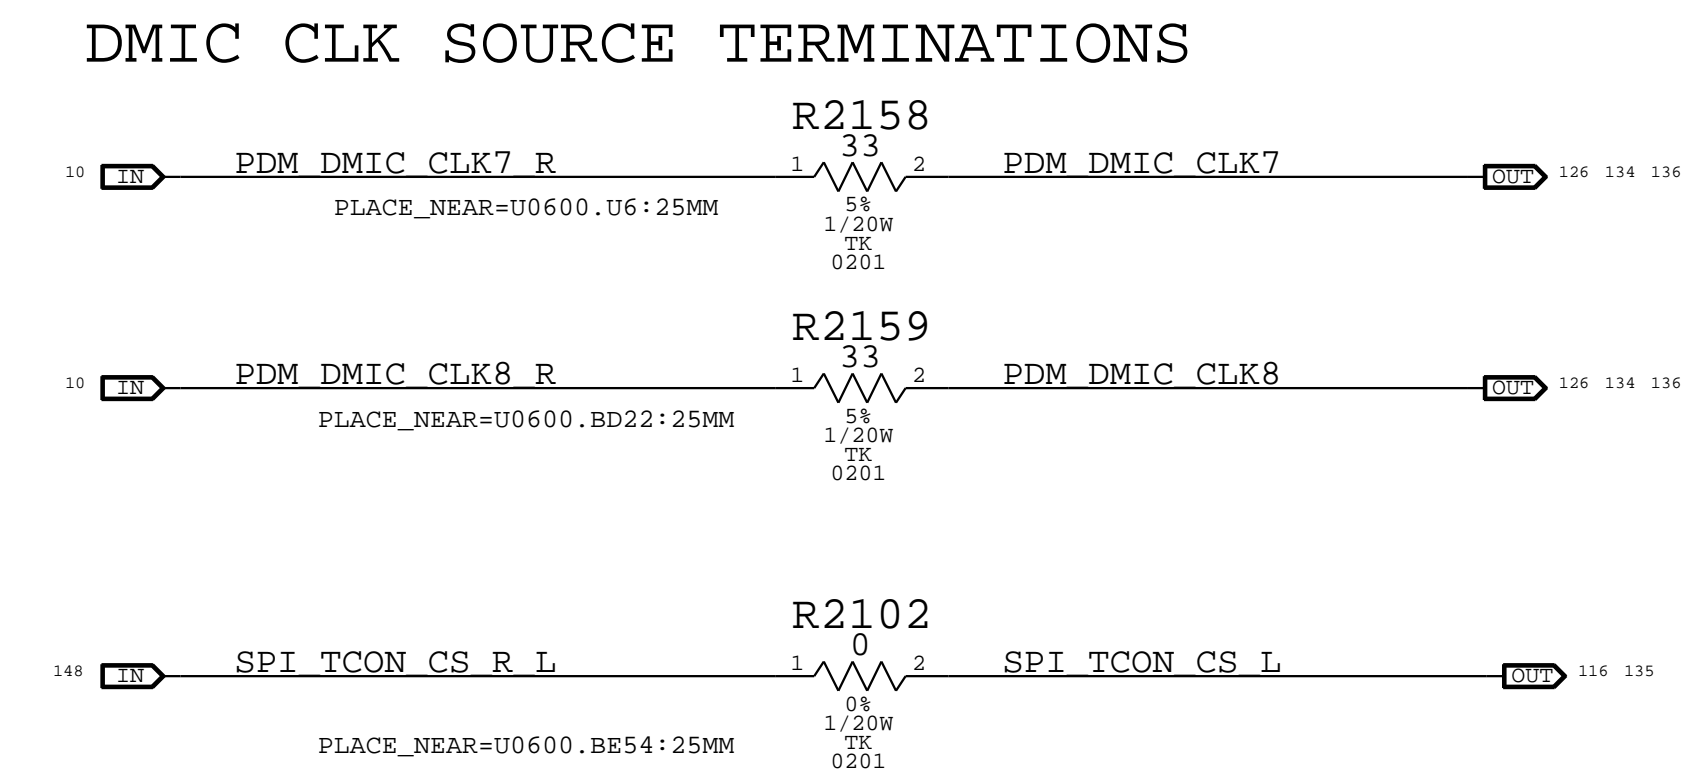 DMIC CLK SOURCE TERMINATIONS
R2158
33
10 IN PDM_DMIC_CLK7_R 1 2 PDM_DMIC_CLK7 OUT 126 134 136
PLACE_NEAR=U0600.U6:25MM 5%
1/20W
TK
0201
R2159
33
10 IN PDM_DMIC_CLK8_R 1 2 PDM_DMIC_CLK8 OUT 126 134 136
PLACE_NEAR=U0600.BD22:25MM 5%
1/20W
TK
0201
R2102
0
148 IN SPI_TCON_CS_R_L 1 2 SPI_TCON_CS_L OUT 116 135
0%
1/20W
PLACE_NEAR=U0600.BE54:25MM TK
0201